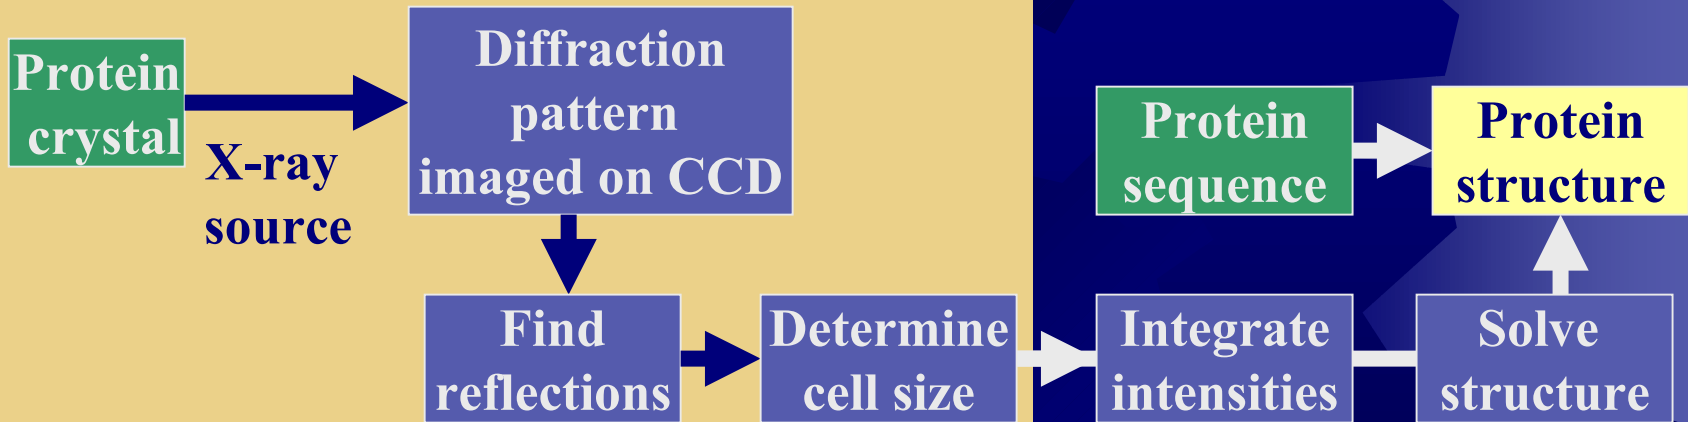 Protein
crystal
X-ray
source
Diffraction
pattern
imaged on CCD
Find
reflections
Determine
cell size
Integrate
intensities
Solve
structure
Protein
sequence
Protein
structure